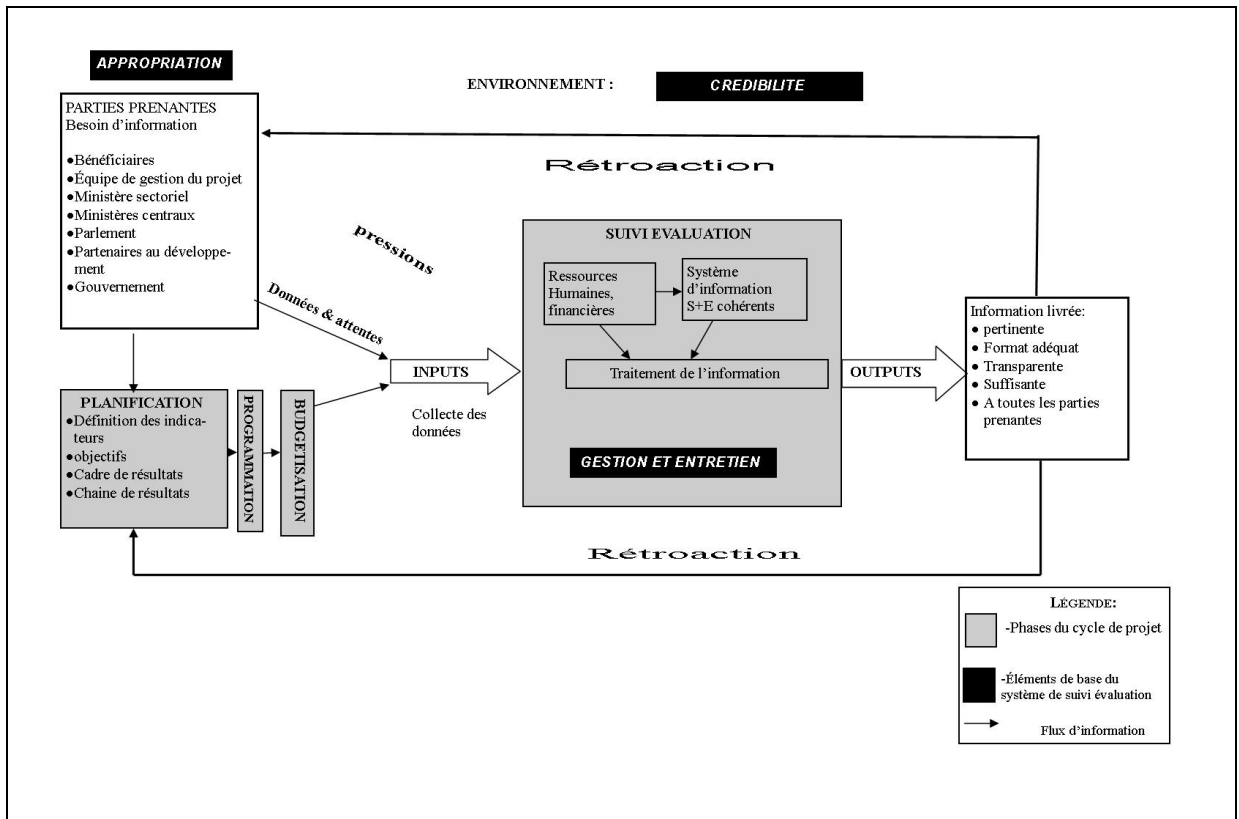 APPROPRIATION
ENVIRONNEMENT :
CREDIBILITE
PARTIES PRENANTES
Besoin d’information
●Bénéficiaires
●Équipe de gestion du projet
●Ministère sectoriel
●Ministères centraux
●Parlement
●Partenaires au développe-
ment
●Gouvernement
Rétroaction
pressions
Données & attentes
SUIVI EVALUATION
Ressources
Humaines,
financières
Système
d’information
S+E cohérents
Traitement de l’information
GESTION ET ENTRETIEN
INPUTS
Collecte des
données
OUTPUTS
Information livrée:
● pertinente
● Format adéquat
● Transparente
● Suffisante
● A toutes les parties
prenantes
PLANIFICATION
●Définition des indica-
teurs
●objectifs
●Cadre de résultats
●Chaine de résultats
PROGRAMMATION
BUDGETISATION
Rétroaction
LÉGENDE:
-Phases du cycle de projet
-Éléments de base du
système de suivi évaluation
Flux d’information